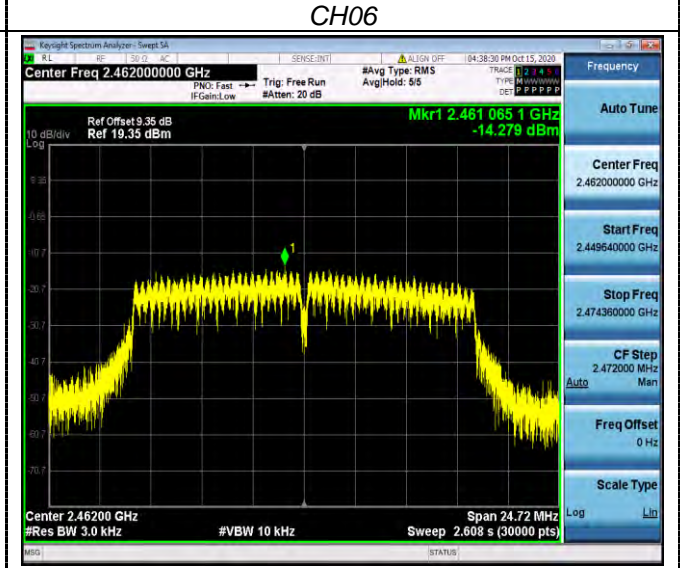 CH06
Keysight Spectrum Analyzer - Swept SA
RL RF 50 Ω AC SENSE:INT ALIGN OFF 04:38:30 PM Oct 15, 2020
Center Freq 2.462000000 GHz
PNO: Fast
IFGain:Low
Trig: Free Run
#Atten: 20 dB
#Avg Type: RMS
Avg|Hold: 5/5
TRACE 1 2 3 4 5 6
TYPE MWWWWW
DET P P P P P P
Ref Offset 9.35 dB
10 dB/div Ref 19.35 dBm
Log
Mkr1 2.461 065 1 GHz
-14.279 dBm
1
9.35
-0.65
-10.7
-20.7
-30.7
-40.7
-50.7
-60.7
-70.7
Center 2.46200 GHz
Span 24.72 MHz
#Res BW 3.0 kHz
#VBW 10 kHz
Sweep 2.608 s (30000 pts)
MSG
STATUS
Frequency
Auto Tune
Center Freq
2.462000000 GHz
Start Freq
2.449640000 GHz
Stop Freq
2.474360000 GHz
CF Step
2.472000 MHz
Auto Man
Freq Offset
0 Hz
Scale Type
Log Lin